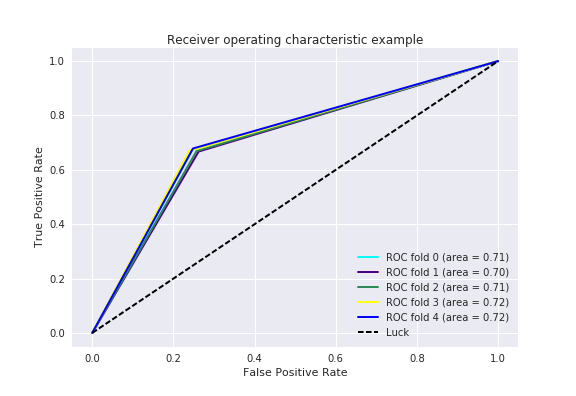 Receiver operating characteristic example
1.0
0.8
0.6
0.4
0.2
0.0
True Positive Rate
ROC fold 0 (area = 0.71)
ROC fold 1 (area = 0.70)
ROC fold 2 (area = 0.71)
ROC fold 3 (area = 0.72)
ROC fold 4 (area = 0.72)
Luck
0.0 0.2 0.4 0.6 0.8 1.0
False Positive Rate